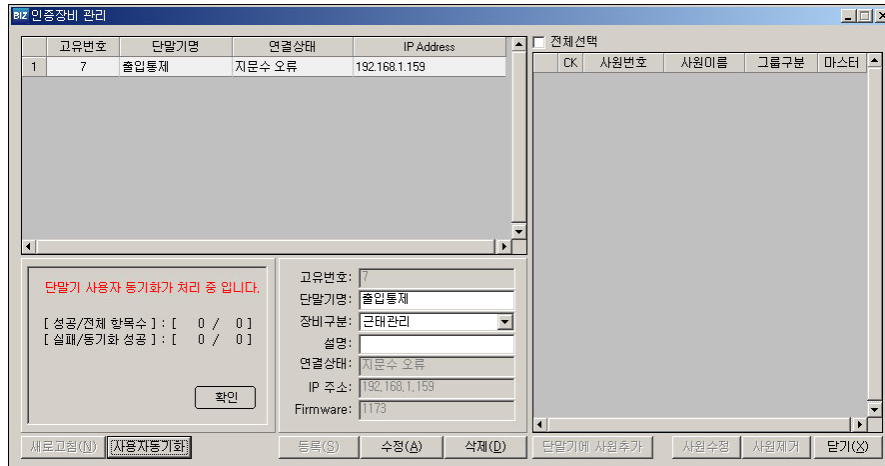 BIZ 인증장비 관리
고유번호 단말기명 연결상태 IP Address
1 7 출입통제 지문수 오류 192.168.1.159
전체선택
CK 사원번호 사원이름 그룹구분 마스터
단말기 사용자 동기화가 처리 중 입니다.
[ 성공/전체 항목수 ] : [ 0 / 0 ]
[ 실패/동기화 성공 ] : [ 0 / 0 ]
확인
고유번호: 7
단말기명: 출입통제
장비구분: 근태관리
설명:
연결상태: 지문수 오류
IP 주소: 192.168.1.159
Firmware: 1173
새로고침(N) 사용자동기화 등록(S) 수정(A) 삭제(D) 단말기에 사원추가 사원수정 사원제거 닫기(X)